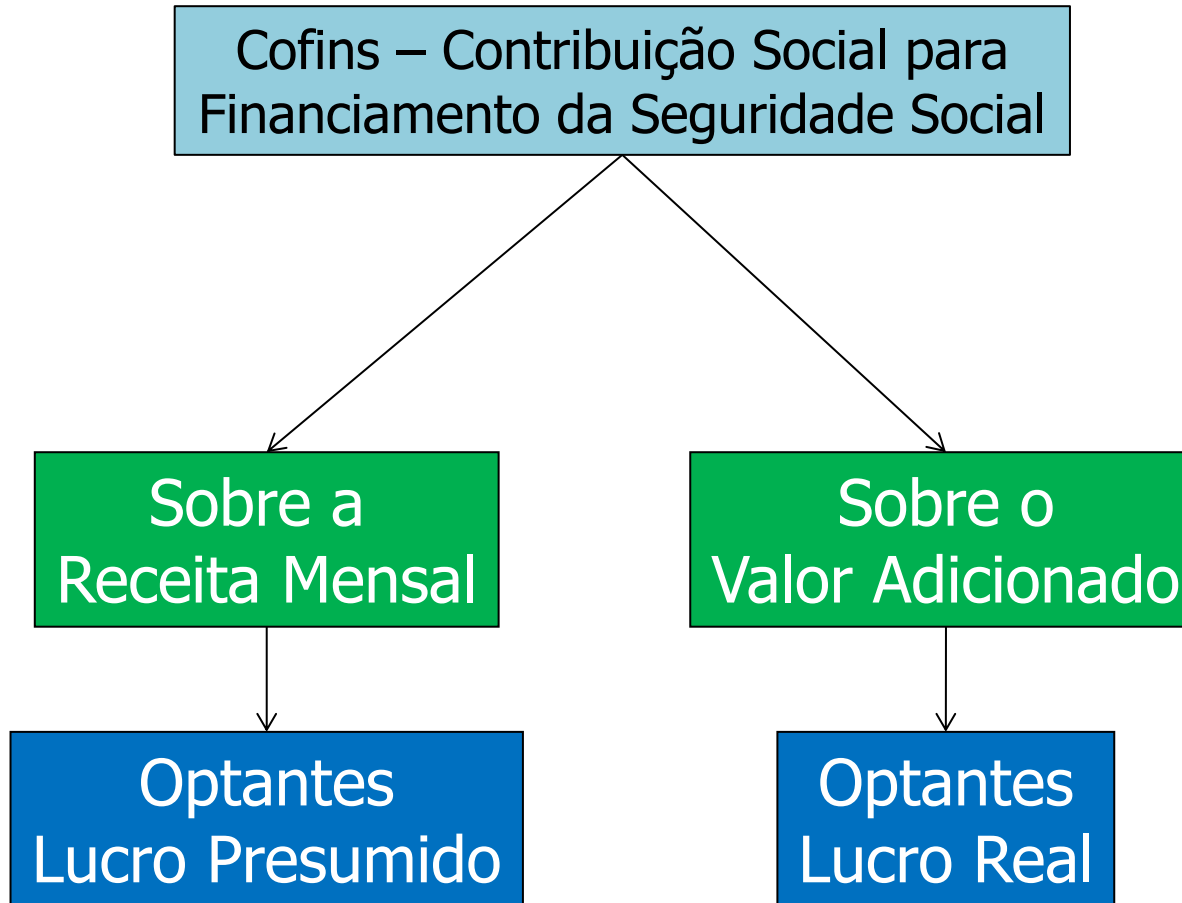 Cofins – Contribuição Social para
Financiamento da Seguridade Social
Sobre a
Receita Mensal
Sobre o
Valor Adicionado
Optantes
Lucro Presumido
Optantes
Lucro Real